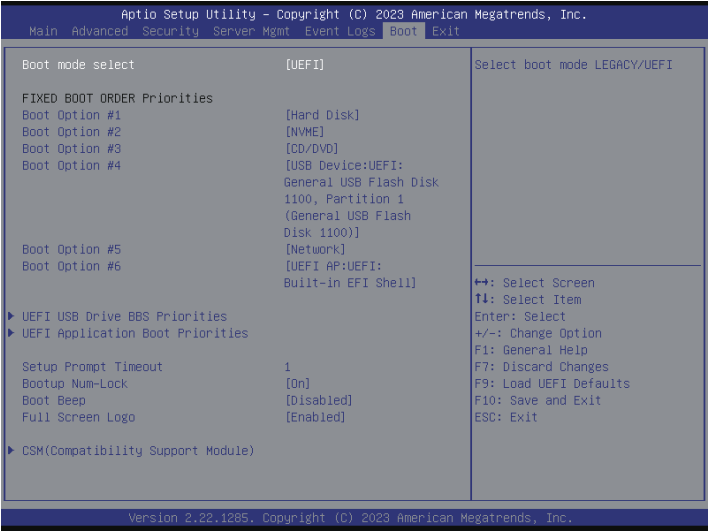 Aptio Setup Utility – Copyright (C) 2023 American Megatrends, Inc.
Main Advanced Security Server Mgmt Event Logs Boot Exit
Boot mode select [UEFI]
FIXED BOOT ORDER Priorities
Boot Option #1 [Hard Disk]
Boot Option #2 [NVME]
Boot Option #3 [CD/DVD]
Boot Option #4 [USB Device:UEFI:
General USB Flash Disk
1100, Partition 1
(General USB Flash
Disk 1100)]
Boot Option #5 [Network]
Boot Option #6 [UEFI AP:UEFI:
Built-in EFI Shell]
UEFI USB Drive BBS Priorities
UEFI Application Boot Priorities
Setup Prompt Timeout 1
Bootup Num-Lock [On]
Boot Beep [Disabled]
Full Screen Logo [Enabled]
CSM(Compatibility Support Module)
Select boot mode LEGACY/UEFI
↔: Select Screen
↑↓: Select Item
Enter: Select
+/-: Change Option
F1: General Help
F7: Discard Changes
F9: Load UEFI Defaults
F10: Save and Exit
ESC: Exit
Version 2.22.1285. Copyright (C) 2023 American Megatrends, Inc.